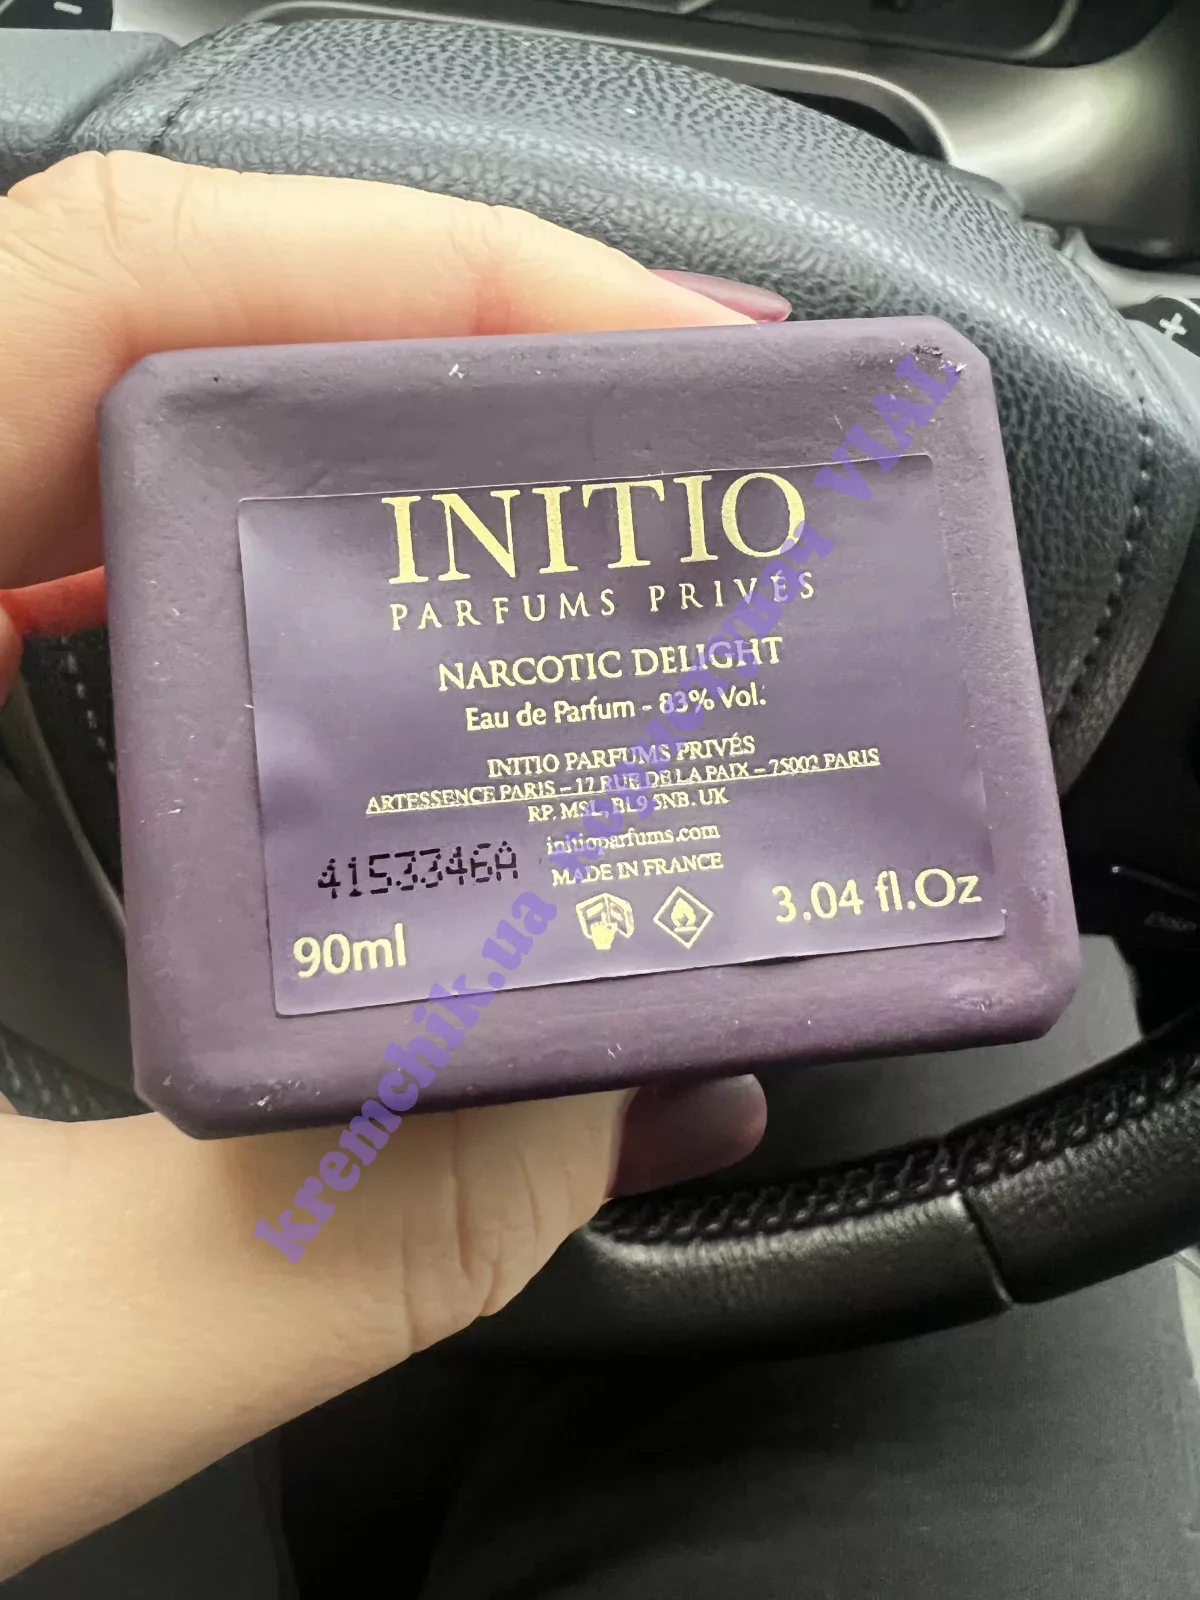 INITIO
PARFUMS PRIVÉS
NARCOTIC DELIGHT
Eau de Parfum - 83% Vol.
INITIO PARFUMS PRIVÉS
ARTESSENCE PARIS – 17 RUE DE LA PAIX – 75002 PARIS
RP. MSL, BL9 5NB. UK
initioparfums.com
MADE IN FRANCE
4153346A
90ml
3.04 fl.Oz
kremchik.ua користувач VIAL